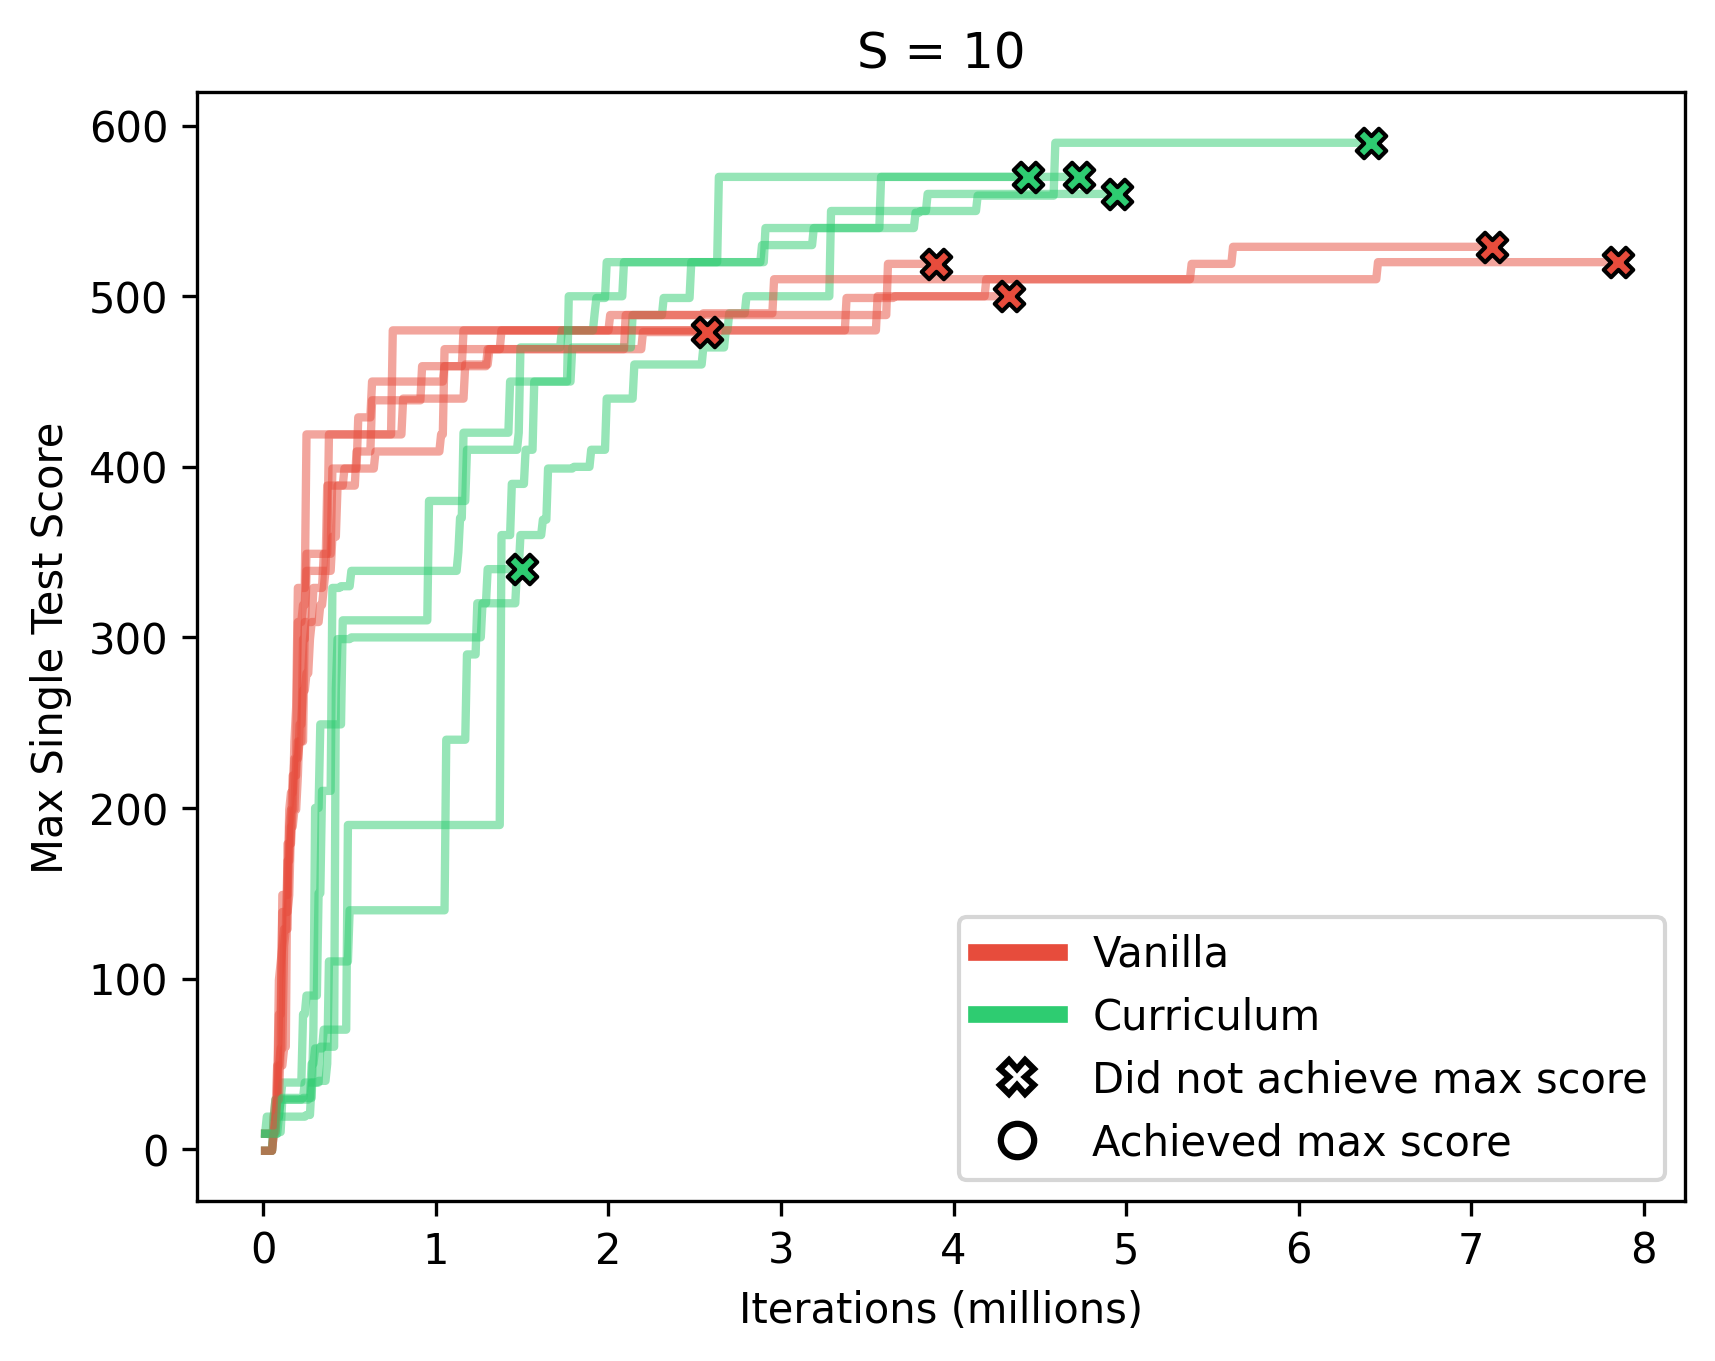 S = 10
Max Single Test Score
600
500
400
300
200
100
0
0 1 2 3 4 5 6 7 8
Iterations (millions)
Vanilla
Curriculum
Did not achieve max score
Achieved max score